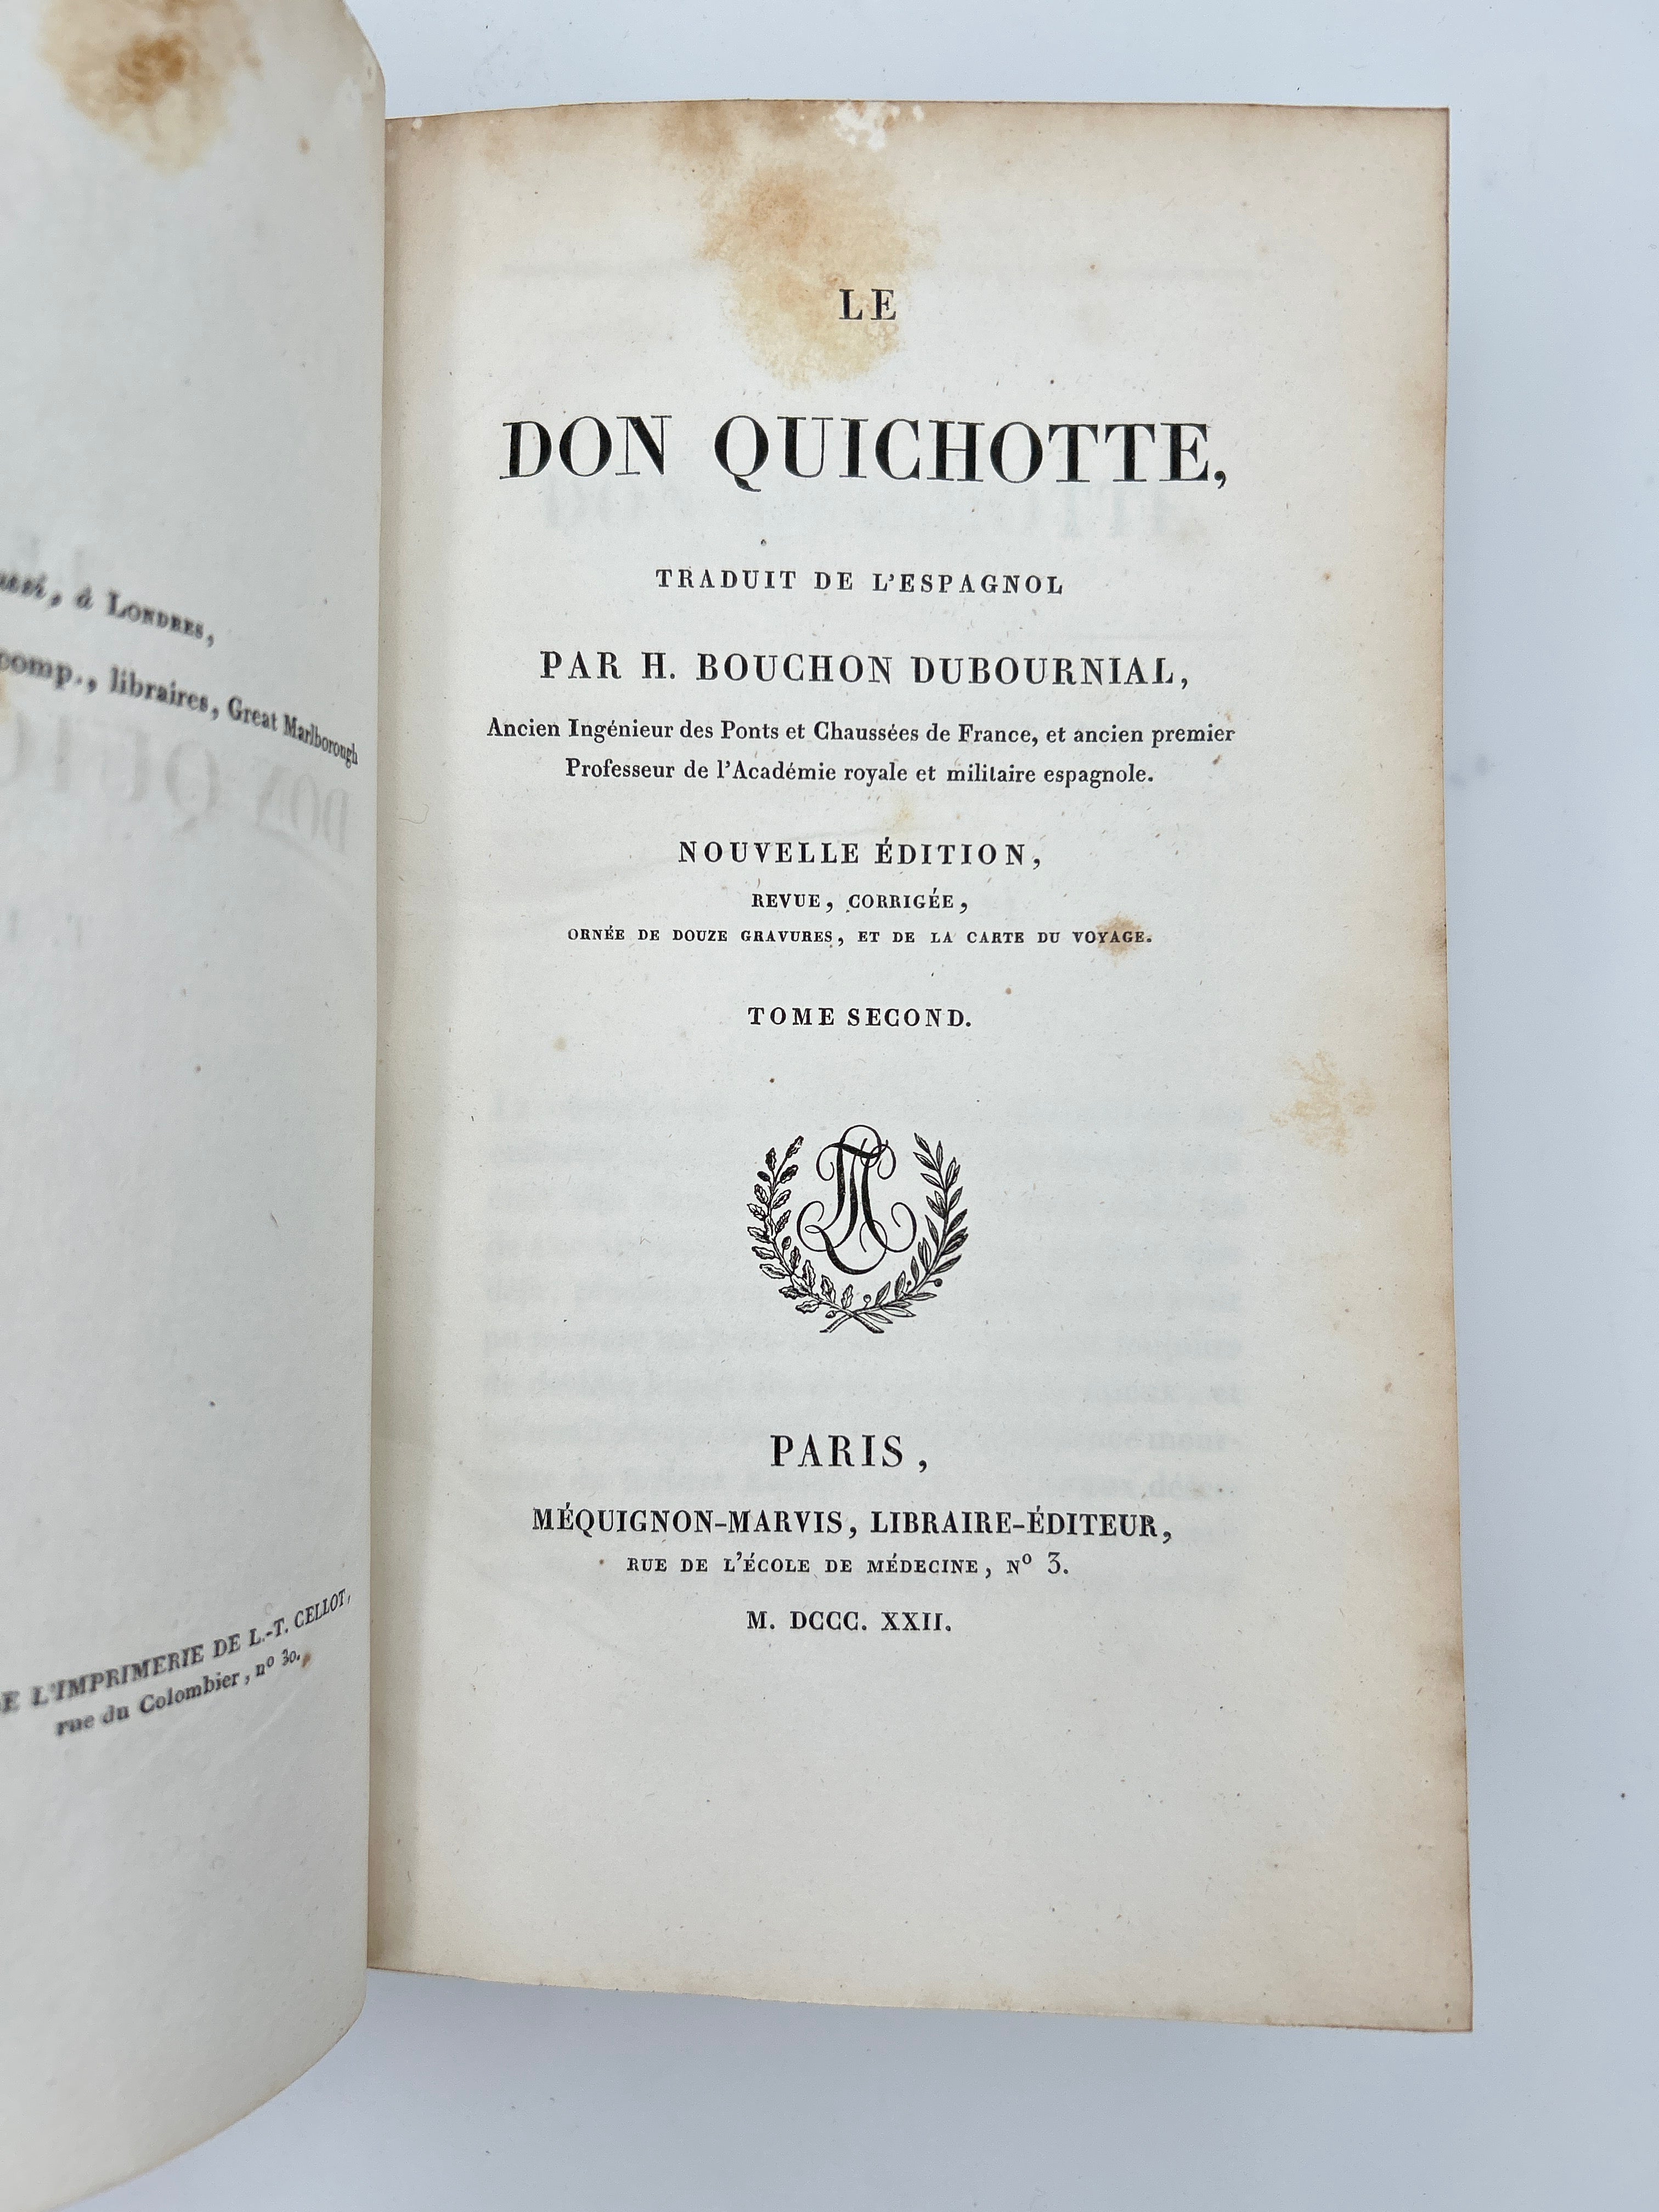 à Londres,
comp., libraires, Great Marlborough
DE L'IMPRIMERIE DE L.-T. CELLOT,
rue du Colombier, nº 30.
LE
DON QUICHOTTE,
TRADUIT DE L'ESPAGNOL
PAR H. BOUCHON DUBOURNIAL,
Ancien Ingénieur des Ponts et Chaussées de France, et ancien premier
Professeur de l'Académie royale et militaire espagnole.
NOUVELLE ÉDITION,
REVUE, CORRIGÉE,
ORNÉE DE DOUZE GRAVURES, ET DE LA CARTE DU VOYAGE.
TOME SECOND.
PARIS,
MÉQUIGNON-MARVIS, LIBRAIRE-ÉDITEUR,
RUE DE L'ÉCOLE DE MÉDECINE, Nº 3.
M. DCCC. XXII.